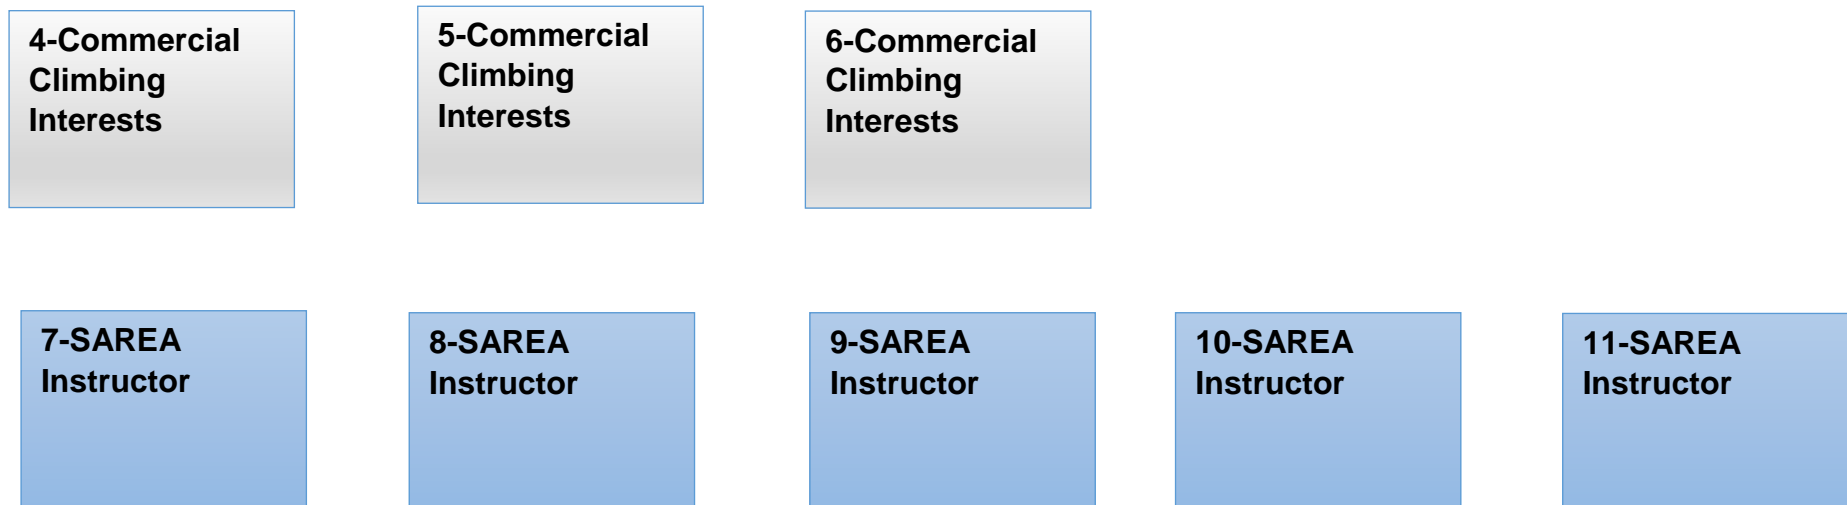 4-Commercial
Climbing
Interests
5-Commercial
Climbing
Interests
6-Commercial
Climbing
Interests
7-SAREA
Instructor
8-SAREA
Instructor
9-SAREA
Instructor
10-SAREA
Instructor
11-SAREA
Instructor